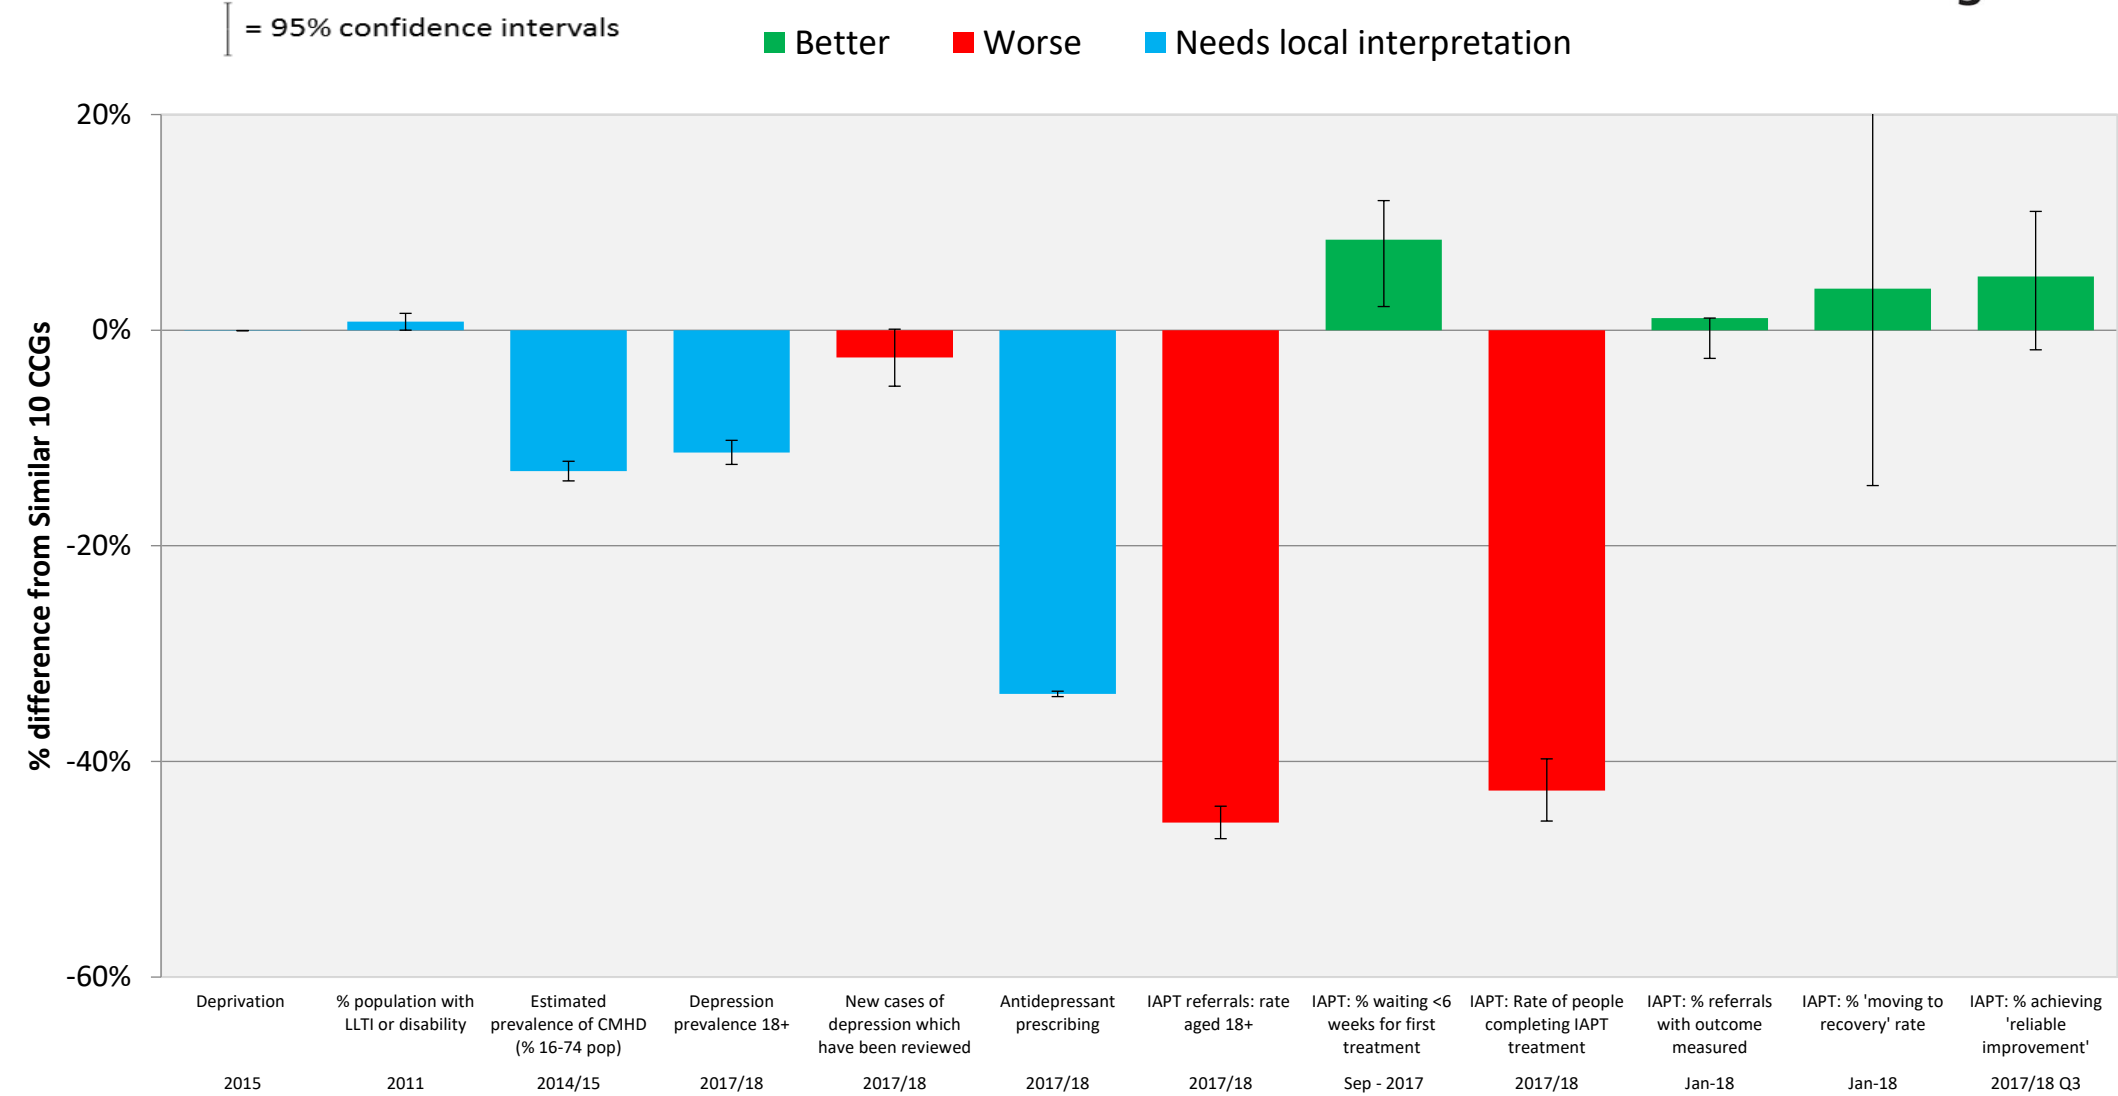 = 95% confidence intervals
Better Worse Needs local interpretation
% difference from Similar 10 CCGs
20%
0%
-20%
-40%
-60%
Deprivation
2015
% population with
LLTI or disability
2011
Estimated
prevalence of CMHD
(% 16-74 pop)
2014/15
Depression
prevalence 18+
2017/18
New cases of
depression which
have been reviewed
2017/18
Antidepressant
prescribing
2017/18
IAPT referrals: rate
aged 18+
2017/18
IAPT: % waiting <6
weeks for first
treatment
Sep - 2017
IAPT: Rate of people
completing IAPT
treatment
2017/18
IAPT: % referrals
with outcome
measured
Jan-18
IAPT: % 'moving to
recovery' rate
Jan-18
IAPT: % achieving
'reliable
improvement'
2017/18 Q3